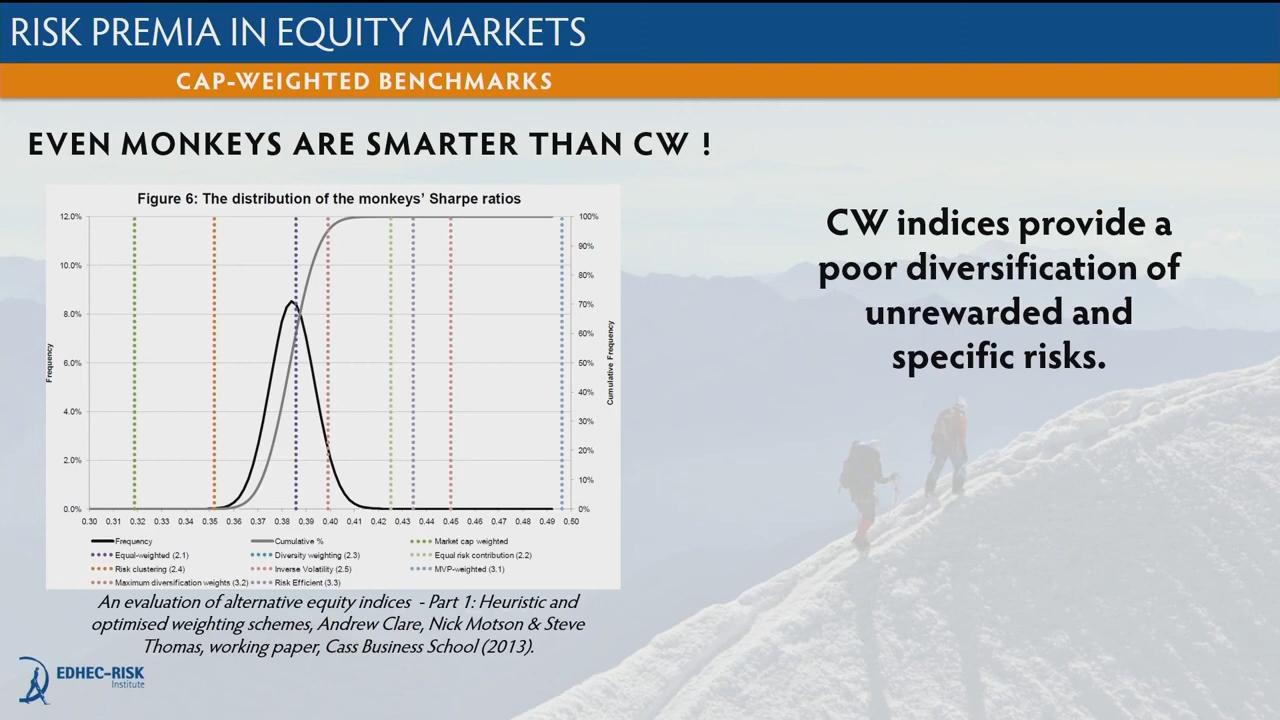 RISK PREMIA IN EQUITY MARKETS
CAP-WEIGHTED BENCHMARKS
EVEN MONKEYS ARE SMARTER THAN CW !
Figure 6: The distribution of the monkeys' Sharpe ratios
12.0%
10.0%
8.0%
6.0%
4.0%
2.0%
0.0%
Frequency
100%
90%
80%
70%
60%
50%
40%
30%
20%
10%
0%
Cumulative Frequency
0.30 0.31 0.32 0.33 0.34 0.35 0.36 0.37 0.38 0.39 0.40 0.41 0.42 0.43 0.44 0.45 0.46 0.47 0.48 0.49 0.50
Frequency Cumulative % Market cap weighted
Equal-weighted (2.1) Diversity weighting (2.3) Equal risk contribution (2.2)
Risk clustering (2.4) Inverse Volatility (2.5) MVP-weighted (3.1)
Maximum diversification weights (3.2) Risk Efficient (3.3)
An evaluation of alternative equity indices - Part 1: Heuristic and
optimised weighting schemes, Andrew Clare, Nick Motson & Steve
Thomas, working paper, Cass Business School (2013).
CW indices provide a
poor diversification of
unrewarded and
specific risks.
EDHEC-RISK
Institute